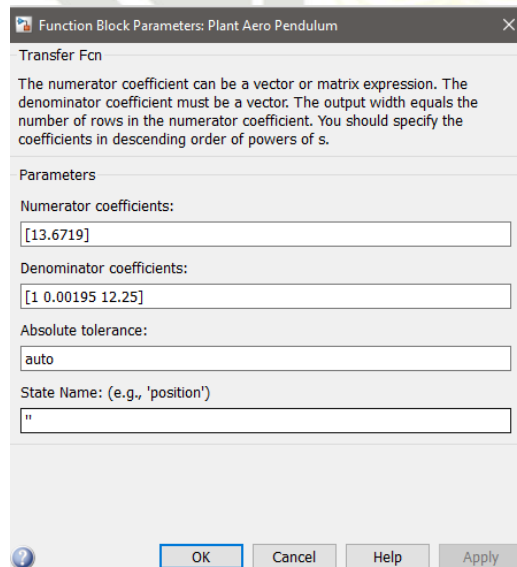 Function Block Parameters: Plant Aero Pendulum
Transfer Fcn
The numerator coefficient can be a vector or matrix expression. The
denominator coefficient must be a vector. The output width equals the
number of rows in the numerator coefficient. You should specify the
coefficients in descending order of powers of s.
Parameters
Numerator coefficients:
[13.6719]
Denominator coefficients:
[1 0.00195 12.25]
Absolute tolerance:
auto
State Name: (e.g., 'position')
''
OK Cancel Help Apply